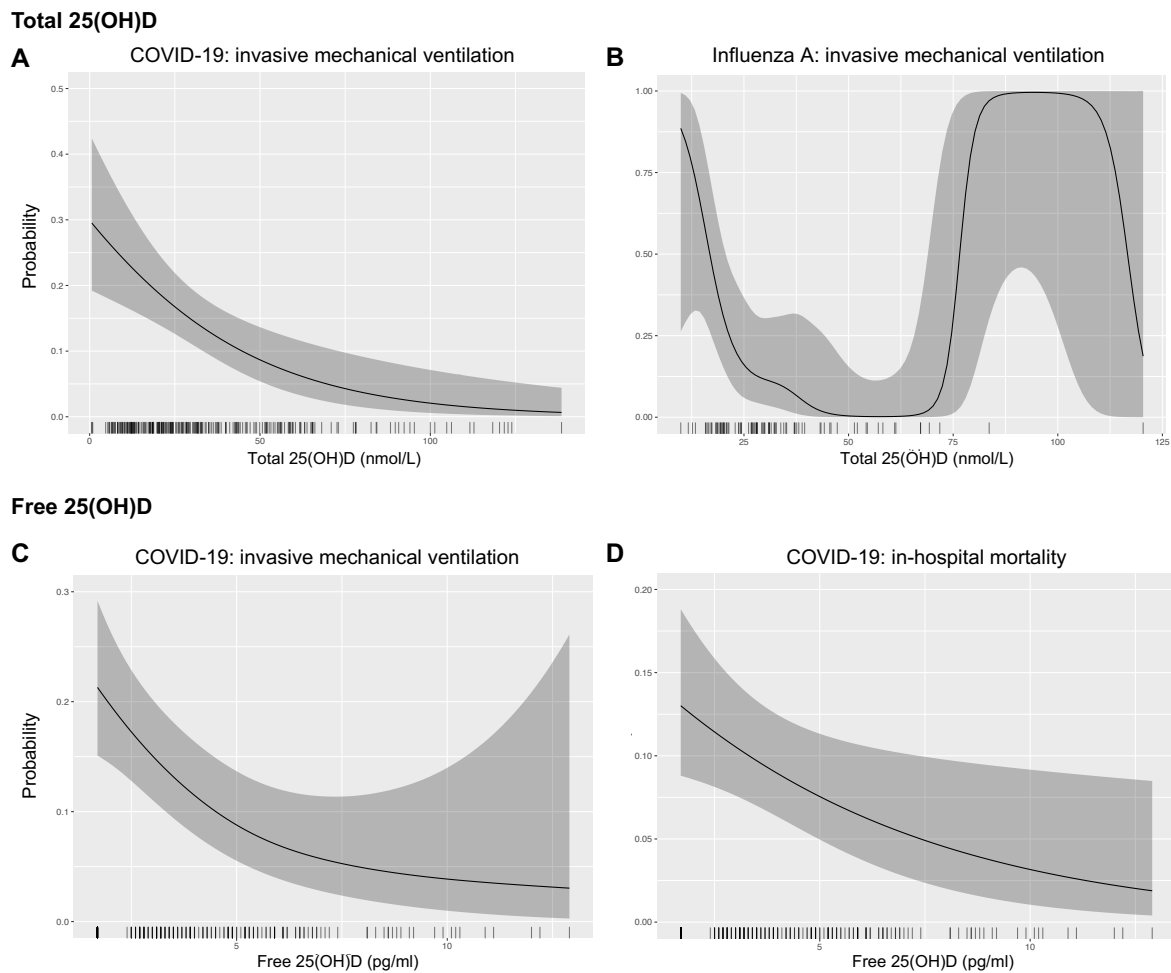 Total 25(OH)D
A
COVID-19: invasive mechanical ventilation
0.5
0.4
0.3
0.2
0.1
0.0
Probability
0
50
100
Total 25(OH)D (nmol/L)
B
Influenza A: invasive mechanical ventilation
1.00
0.75
0.50
0.25
0.00
25
50
75
100
125
Total 25(OH)D (nmol/L)
Free 25(OH)D
C
COVID-19: invasive mechanical ventilation
0.3
0.2
0.1
0.0
Probability
5
10
Free 25(OH)D (pg/ml)
D
COVID-19: in-hospital mortality
0.20
0.15
0.10
0.05
0.00
5
10
Free 25(OH)D (pg/ml)